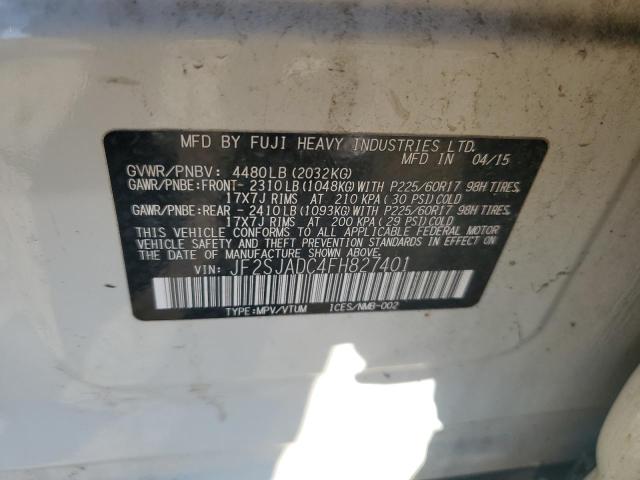 MFD BY FUJI HEAVY INDUSTRIES LTD.
MFD IN 04/15
GVWR/PNBV: 4480LB (2032KG)
GAWR/PNBE:FRONT- 2310LB (1048KG)WITH P225/60R17 98H TIRES,
17X7J RIMS AT 210 KPA (30 PSI)COLD
GAWR/PNBE:REAR - 2410LB (1093KG)WITH P225/60R17 98H TIRES,
17X7J RIMS AT 200 KPA (29 PSI)COLD
THIS VEHICLE CONFORMS TO ALL APPLICABLE FEDERAL MOTOR
VEHICLE SAFETY AND THEFT PREVENTION STANDARDS IN EFFECT ON
THE DATE OF MANUFACTURE SHOWN ABOVE.
VIN: JF2SJADC4FH827401
TYPE:MPV/VTUM ICES/NMB-002